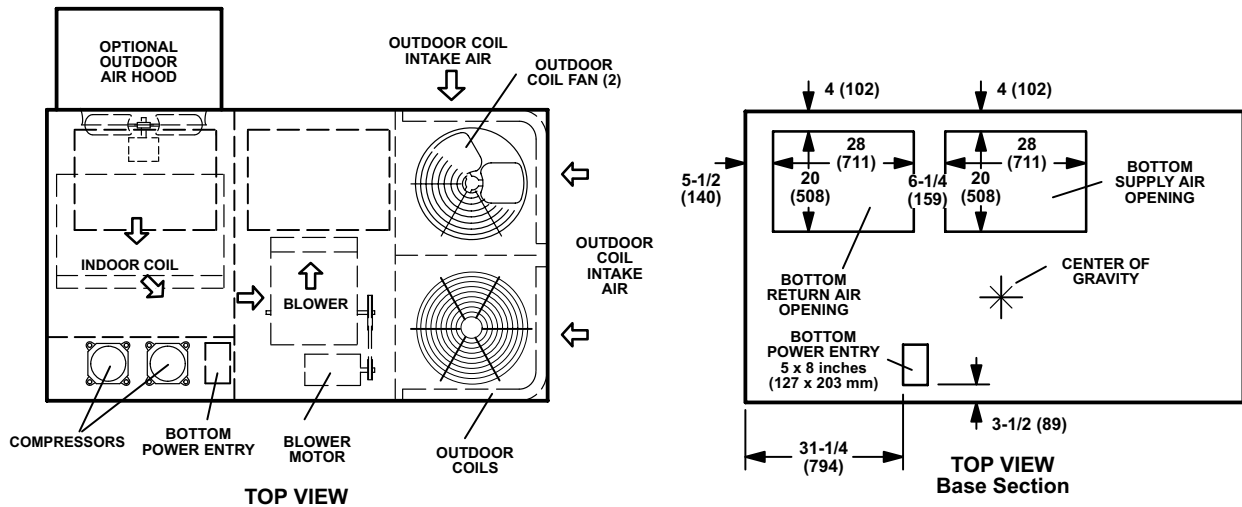 OPTIONAL
OUTDOOR
AIR HOOD
OUTDOOR COIL
INTAKE AIR
OUTDOOR
COIL FAN (2)
INDOOR COIL
BLOWER
OUTDOOR
COIL
INTAKE
AIR
COMPRESSORS
BOTTOM
POWER ENTRY
BLOWER
MOTOR
OUTDOOR
COILS
TOP VIEW
4 (102)
4 (102)
5-1/2
(140)
28
(711)
20
(508)
6-1/4
(159)
28
(711)
20
(508)
BOTTOM
SUPPLY AIR
OPENING
BOTTOM
RETURN AIR
OPENING
CENTER OF
GRAVITY
BOTTOM
POWER ENTRY
5 x 8 inches
(127 x 203 mm)
3-1/2 (89)
31-1/4
(794)
TOP VIEW
Base Section